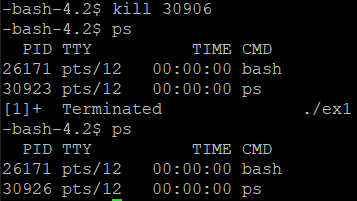 -bash-4.2$ kill 30906
-bash-4.2$ ps
  PID TTY          TIME CMD
26171 pts/12   00:00:00 bash
30923 pts/12   00:00:00 ps
[1]+  Terminated              ./ex1
-bash-4.2$ ps
  PID TTY          TIME CMD
26171 pts/12   00:00:00 bash
30926 pts/12   00:00:00 ps